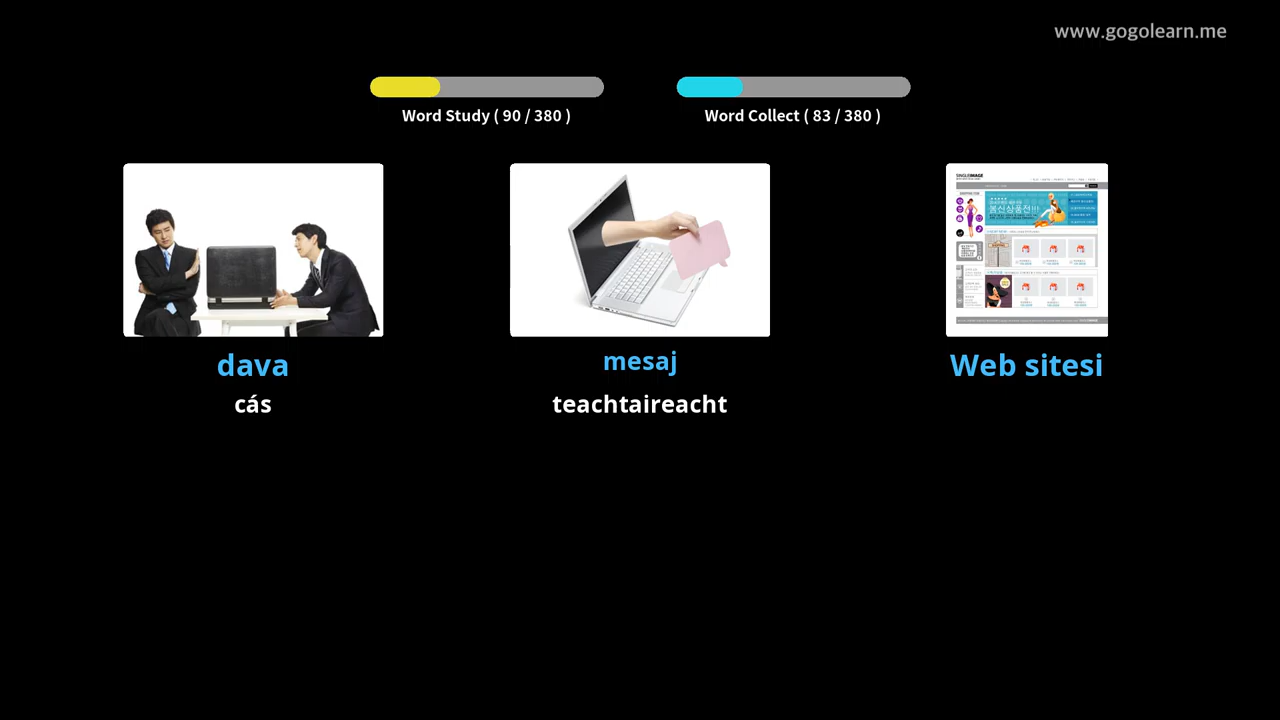 www.gogolearn.me
Word Study ( 90 / 380 )
Word Collect ( 83 / 380 )
dava
cás
mesaj
teachtaireacht
Web sitesi